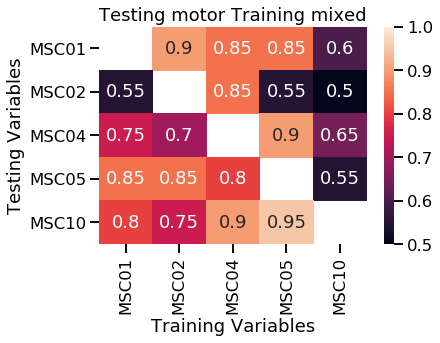 Testing motor Training mixed
Testing Variables
MSC01 0.9 0.85 0.85 0.6
MSC02 0.55 0.85 0.55 0.5
MSC04 0.75 0.7 0.9 0.65
MSC05 0.85 0.85 0.8 0.55
MSC10 0.8 0.75 0.9 0.95
MSC01 MSC02 MSC04 MSC05 MSC10
Training Variables
1.0
0.9
0.8
0.7
0.6
0.5